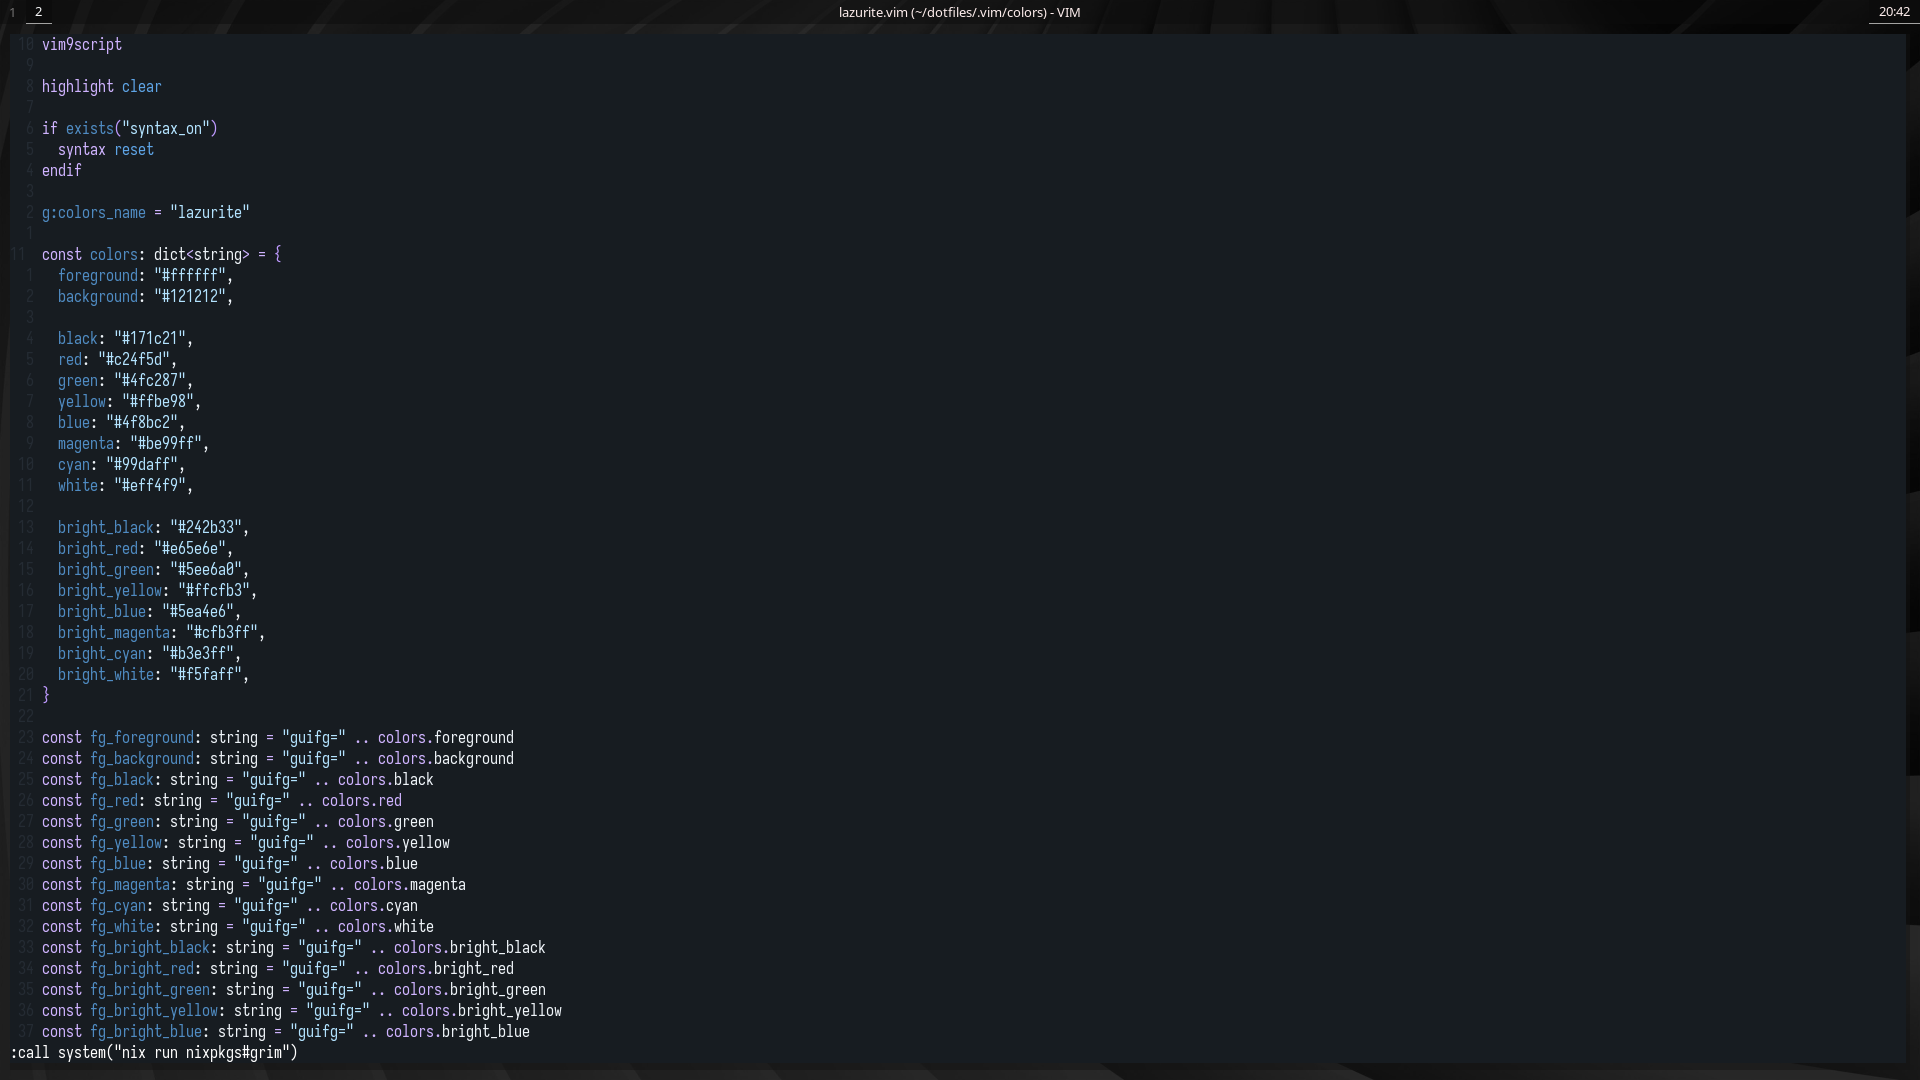 1 2 lazurite.vim (~/dotfiles/.vim/colors) - VIM 20:42
10 vim9script
9
8 highlight clear
7
6 if exists("syntax_on")
5   syntax reset
4 endif
3
2 g:colors_name = "lazurite"
1
11 const colors: dict<string> = {
1   foreground: "#ffffff",
2   background: "#121212",
3
4   black: "#171c21",
5   red: "#c24f5d",
6   green: "#4fc287",
7   yellow: "#ffbe98",
8   blue: "#4f8bc2",
9   magenta: "#be99ff",
10   cyan: "#99daff",
11   white: "#eff4f9",
12
13   bright_black: "#242b33",
14   bright_red: "#e65e6e",
15   bright_green: "#5ee6a0",
16   bright_yellow: "#ffcfb3",
17   bright_blue: "#5ea4e6",
18   bright_magenta: "#cfb3ff",
19   bright_cyan: "#b3e3ff",
20   bright_white: "#f5faff",
21 }
22
23 const fg_foreground: string = "guifg=" .. colors.foreground
24 const fg_background: string = "guifg=" .. colors.background
25 const fg_black: string = "guifg=" .. colors.black
26 const fg_red: string = "guifg=" .. colors.red
27 const fg_green: string = "guifg=" .. colors.green
28 const fg_yellow: string = "guifg=" .. colors.yellow
29 const fg_blue: string = "guifg=" .. colors.blue
30 const fg_magenta: string = "guifg=" .. colors.magenta
31 const fg_cyan: string = "guifg=" .. colors.cyan
32 const fg_white: string = "guifg=" .. colors.white
33 const fg_bright_black: string = "guifg=" .. colors.bright_black
34 const fg_bright_red: string = "guifg=" .. colors.bright_red
35 const fg_bright_green: string = "guifg=" .. colors.bright_green
36 const fg_bright_yellow: string = "guifg=" .. colors.bright_yellow
37 const fg_bright_blue: string = "guifg=" .. colors.bright_blue
:call system("nix run nixpkgs#grim")